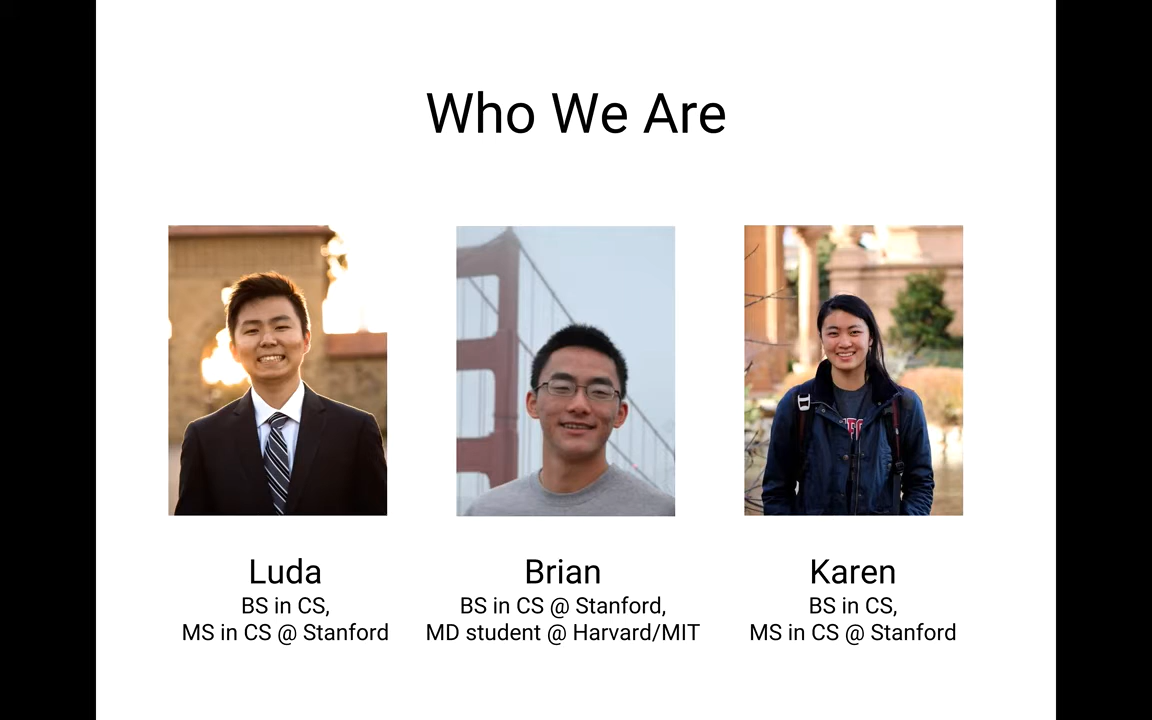 Who We Are
Luda
BS in CS,
MS in CS @ Stanford
Brian
BS in CS @ Stanford,
MD student @ Harvard/MIT
Karen
BS in CS,
MS in CS @ Stanford